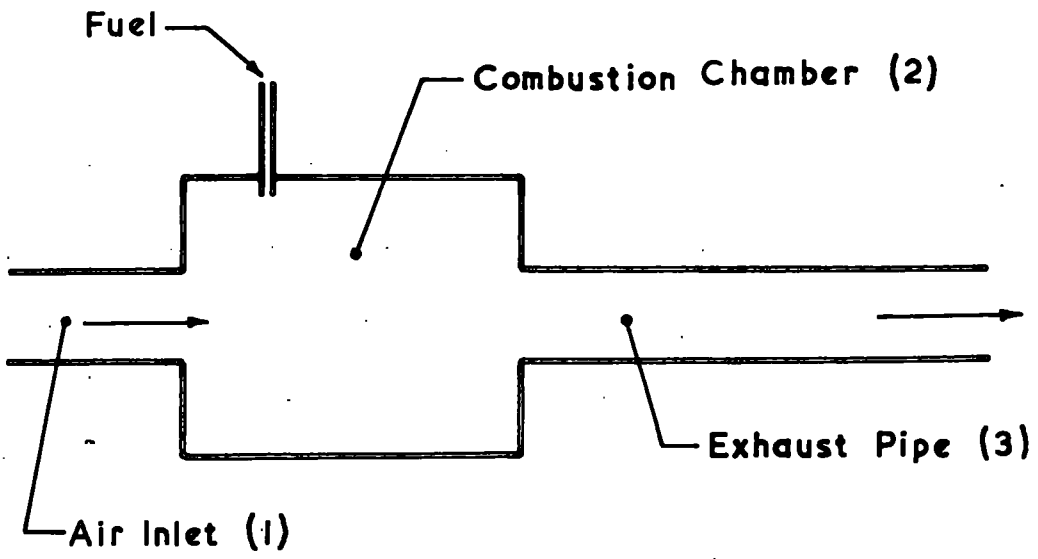 Fuel
Combustion Chamber (2)
Exhaust Pipe (3)
Air Inlet (1)